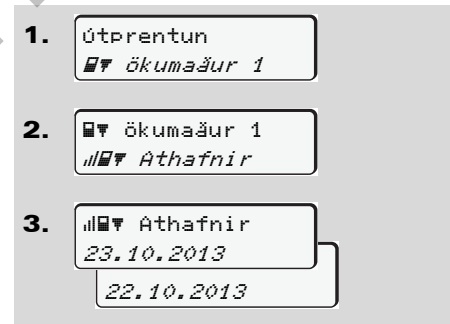 1. útprentun
▼ ökumaður 1
2. ▼ ökumaður 1
▼ Athafnir
3. ▼ Athafnir
23.10.2013
22.10.2013